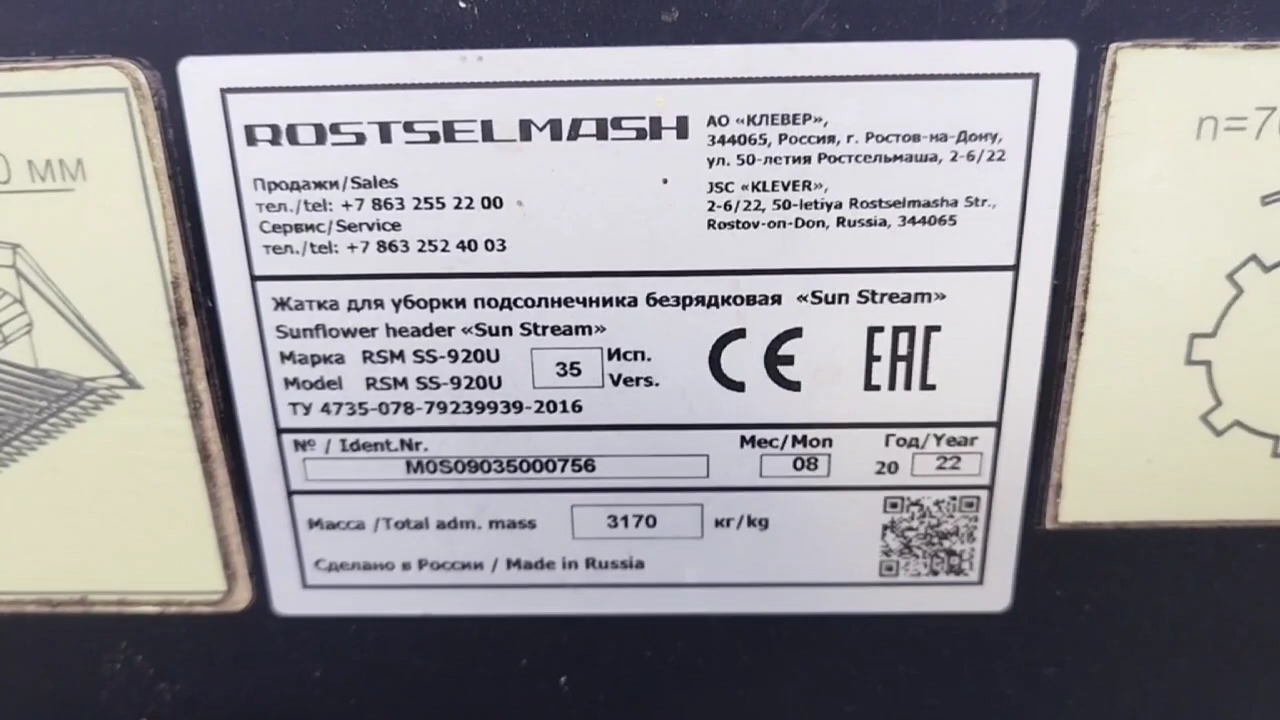 0 мм
ROSTSELMASH
Продажи/Sales
тел./tel: +7 863 255 22 00
Сервис/Service
тел./tel: +7 863 252 40 03
АО «КЛЕВЕР»,
344065, Россия, г. Ростов-на-Дону,
ул. 50-летия Ростсельмаша, 2-6/22
JSC «KLEVER»,
2-6/22, 50-letiya Rostselmasha Str.,
Rostov-on-Don, Russia, 344065
Жатка для уборки подсолнечника безрядковая «Sun Stream»
Sunflower header «Sun Stream»
Марка RSM SS-920U
Model RSM SS-920U
35
Исп.
Vers.
CE EAC
ТУ 4735-078-79239939-2016
№ / Ident.Nr.
M0S09035000756
Мес/Mon
08
Год/Year
20 22
Масса /Total adm. mass 3170 кг/kg
Сделано в России / Made in Russia
n=7